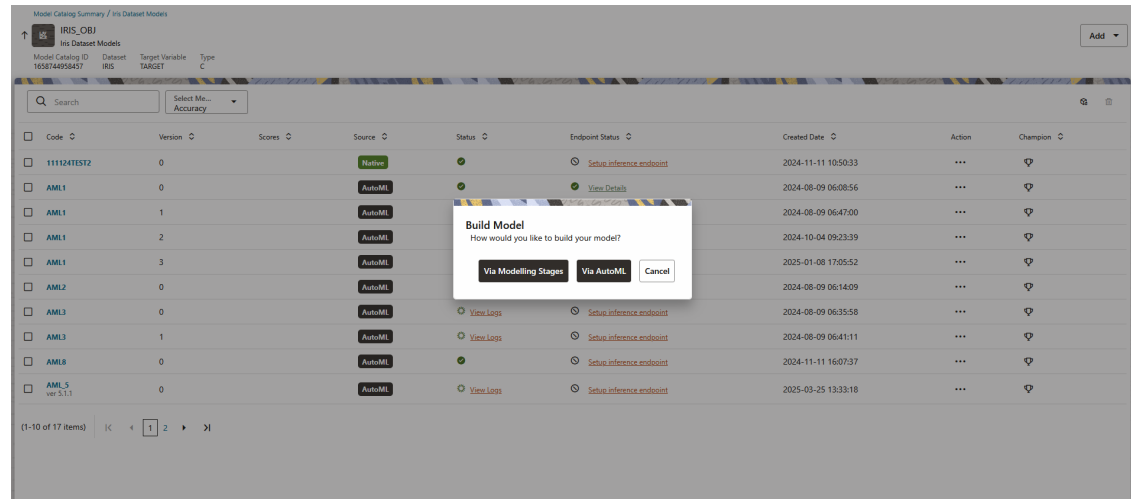 Model Catalog Summary / Iris Dataset Models
IRIS_OBJ
Iris Dataset Models
Add
Model Catalog ID Dataset Target Variable Type
1658744958457 IRIS TARGET C
Search
Select Me...
Accuracy
Code Version Scores Source Status Endpoint Status Created Date Action Champion
111124TEST2 0 Native Setup inference endpoint 2024-11-11 10:50:33
AML1 0 AutoML View Details 2024-08-09 06:08:56
AML1 1 AutoML 2024-08-09 06:47:00
AML1 2 AutoML 2024-10-04 09:23:39
AML1 3 AutoML 2025-01-08 17:05:52
AML2 0 AutoML 2024-08-09 06:14:09
Build Model
How would you like to build your model?
Via Modelling Stages Via AutoML Cancel
AML3 0 AutoML View Logs Setup inference endpoint 2024-08-09 06:35:58
AML3 1 AutoML View Logs Setup inference endpoint 2024-08-09 06:41:11
AML8 0 AutoML Setup inference endpoint 2024-11-11 16:07:37
AML_5 0 AutoML View Logs Setup inference endpoint 2025-03-25 13:33:18
ver 5.1.1
(1-10 of 17 items) 1 2